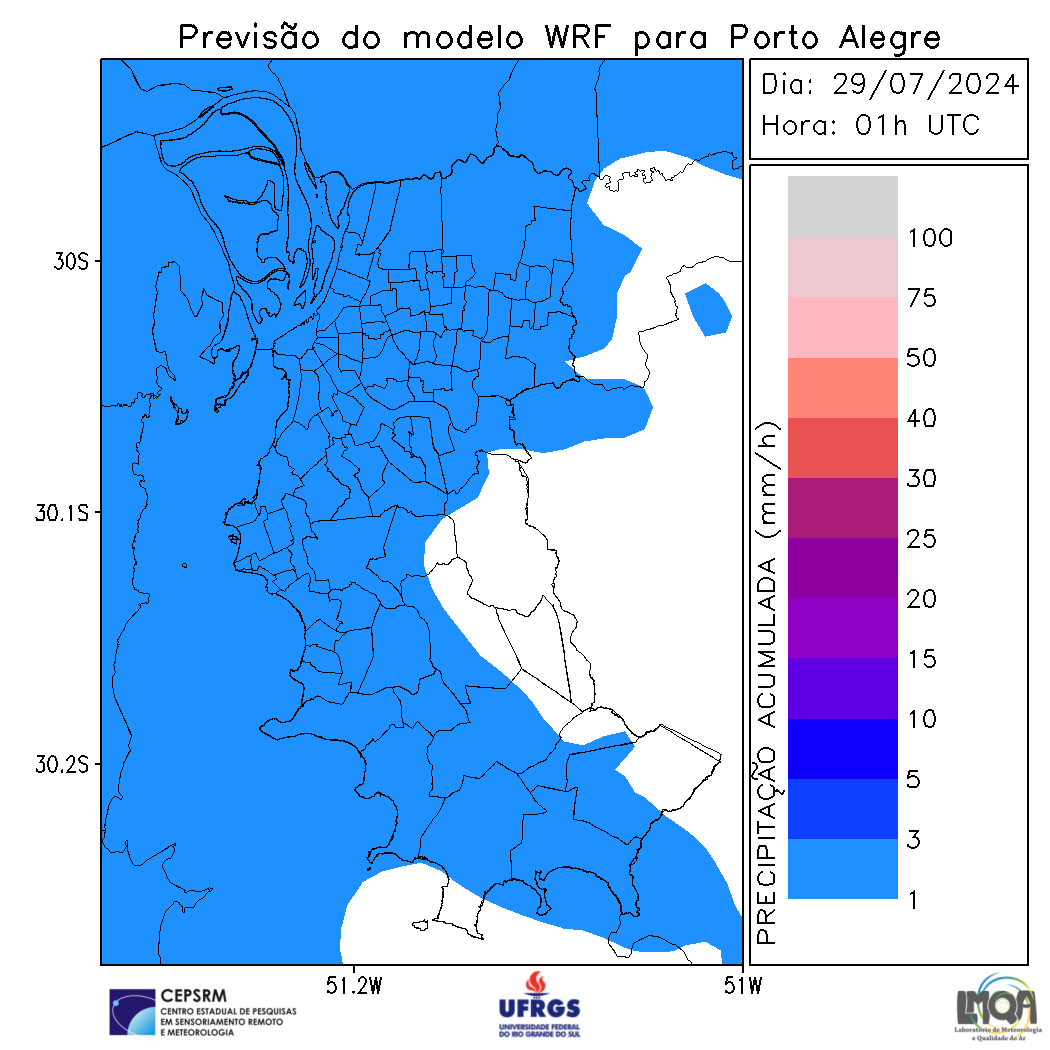 Previsão do modelo WRF para Porto Alegre
Dia: 29/07/2024
Hora: 01h UTC
30S
30.1S
30.2S
51.2W
51W
PRECIPITAÇÃO ACUMULADA (mm/h)
100
75
50
40
30
25
20
15
10
5
3
1
CEPSRM
CENTRO ESTADUAL DE PESQUISAS
EM SENSORIAMENTO REMOTO
E METEOROLOGIA
UFRGS
UNIVERSIDADE FEDERAL
DO RIO GRANDE DO SUL
LMQA
Laboratório de Meteorologia
e Qualidade do Ar